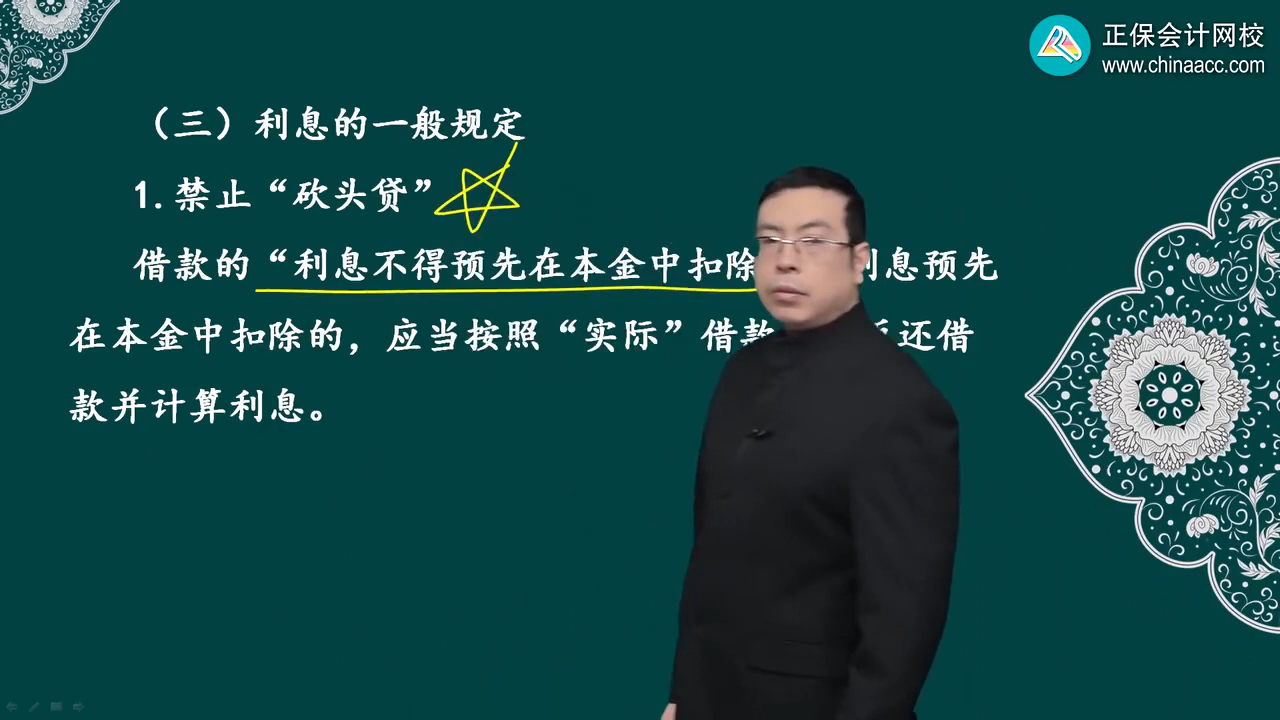 正保会计网校
www.chinaacc.com
（三）利息的一般规定
1.禁止“砍头贷”
借款的“利息不得预先在本金中扣除 息预先
在本金中扣除的，应当按照“实际”借 还借
款并计算利息。